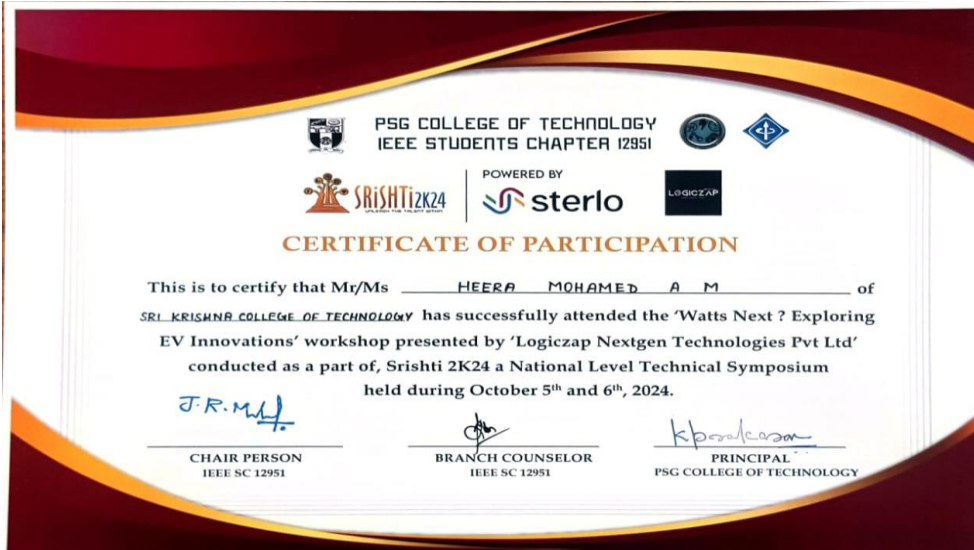 PSG COLLEGE OF TECHNOLOGY
IEEE STUDENTS CHAPTER 12951
SRiSHTi2K24
POWERED BY
sterlo
LOGICZAP
CERTIFICATE OF PARTICIPATION
This is to certify that Mr/Ms HEERA MOHAMED A M of
SRI KRISHNA COLLEGE OF TECHNOLOGY has successfully attended the 'Watts Next ? Exploring
EV Innovations' workshop presented by 'Logiczap Nextgen Technologies Pvt Ltd'
conducted as a part of, Srishti 2K24 a National Level Technical Symposium
held during October 5th and 6th, 2024.
CHAIR PERSON
IEEE SC 12951
BRANCH COUNSELOR
IEEE SC 12951
PRINCIPAL
PSG COLLEGE OF TECHNOLOGY